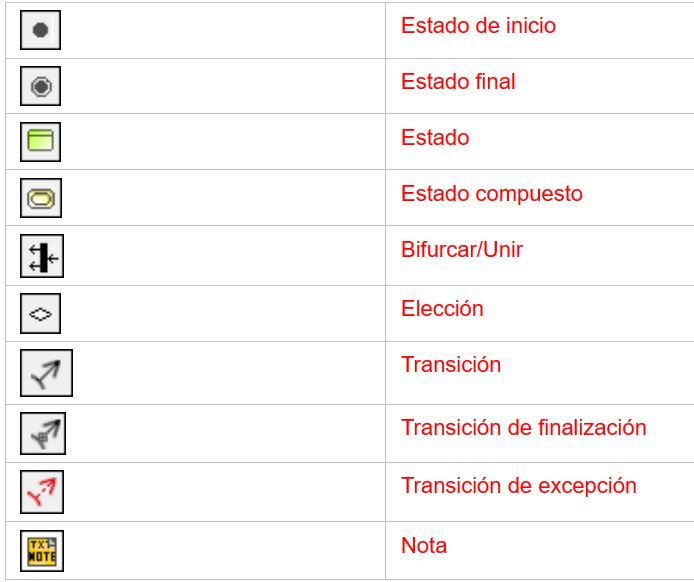 Estado de inicio
Estado final
Estado
Estado compuesto
Bifurcar/Unir
Elección
Transición
Transición de finalización
Transición de excepción
TXT
NOTE
Nota